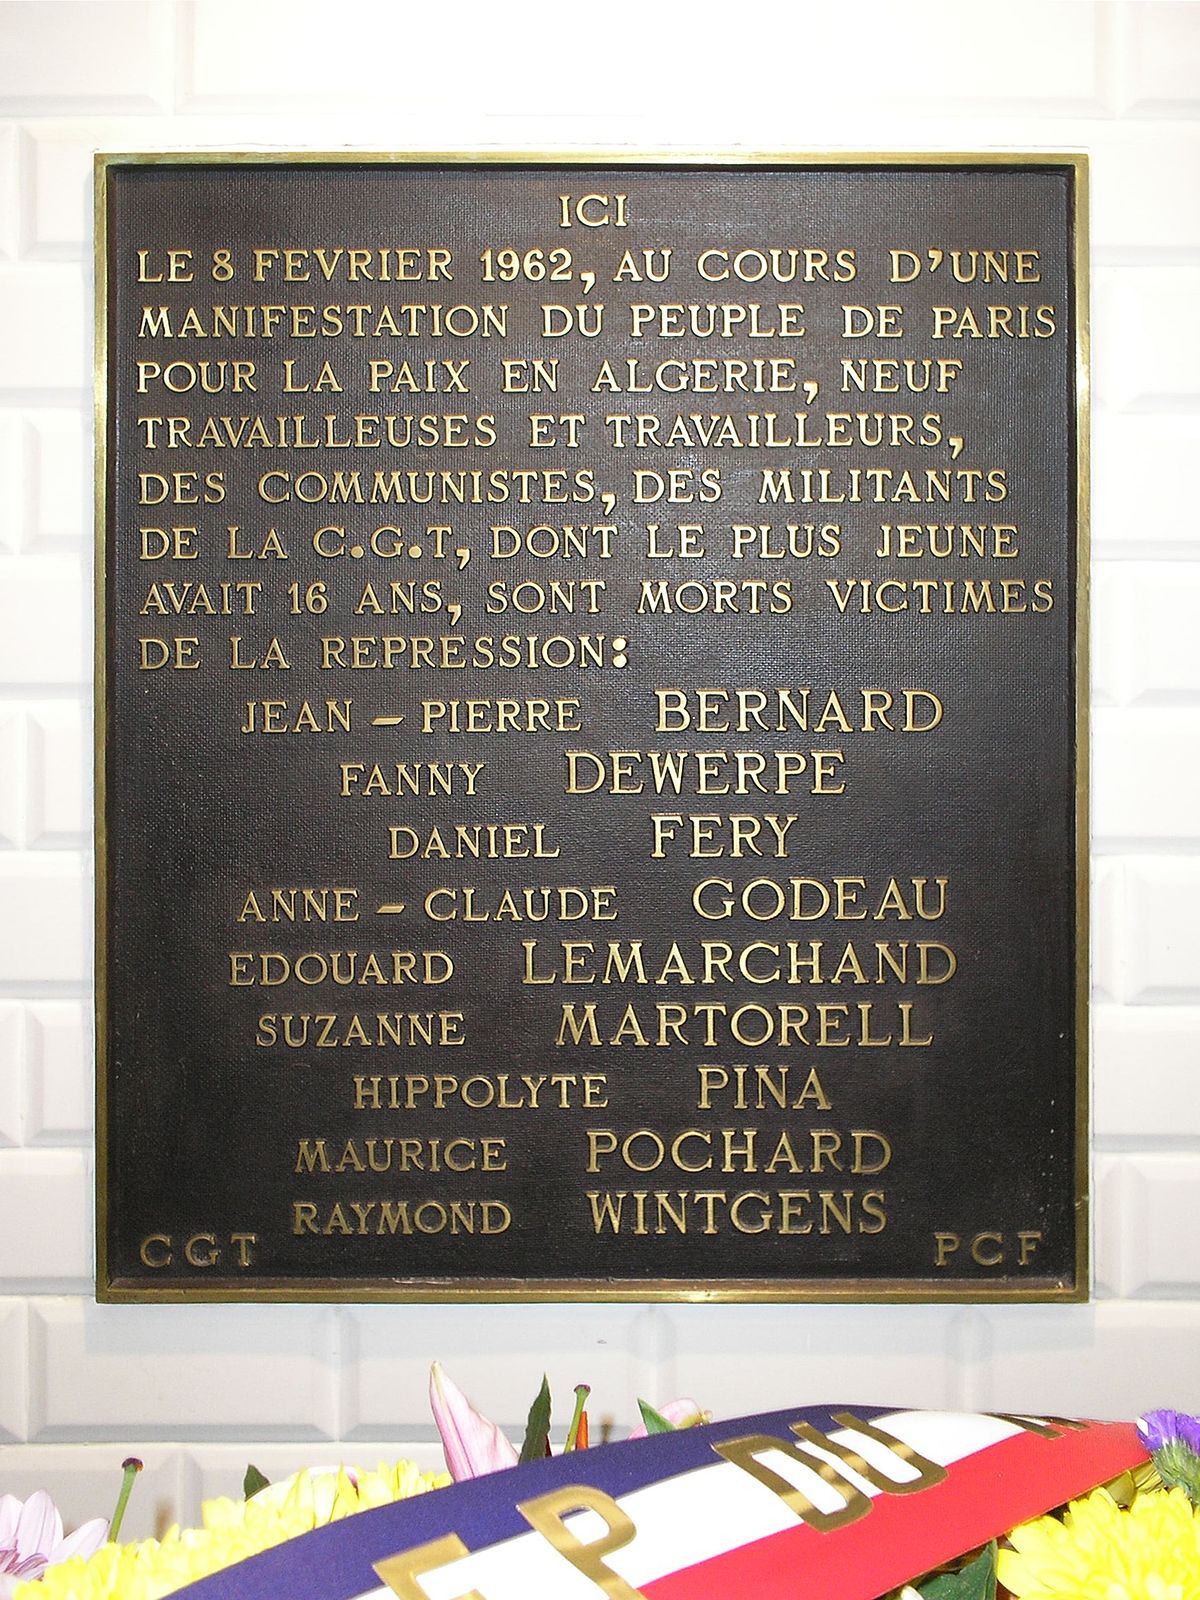 ICI
LE 8 FEVRIER 1962, AU COURS D'UNE
MANIFESTATION DU PEUPLE DE PARIS
POUR LA PAIX EN ALGERIE, NEUF
TRAVAILLEUSES ET TRAVAILLEURS,
DES COMMUNISTES, DES MILITANTS
DE LA C.G.T, DONT LE PLUS JEUNE
AVAIT 16 ANS, SONT MORTS VICTIMES
DE LA REPRESSION:
JEAN - PIERRE BERNARD
FANNY DEWERPE
DANIEL FERY
ANNE - CLAUDE GODEAU
EDOUARD LEMARCHAND
SUZANNE MARTORELL
HIPPOLYTE PINA
MAURICE POCHARD
RAYMOND WINTGENS
CGT PCF
DU